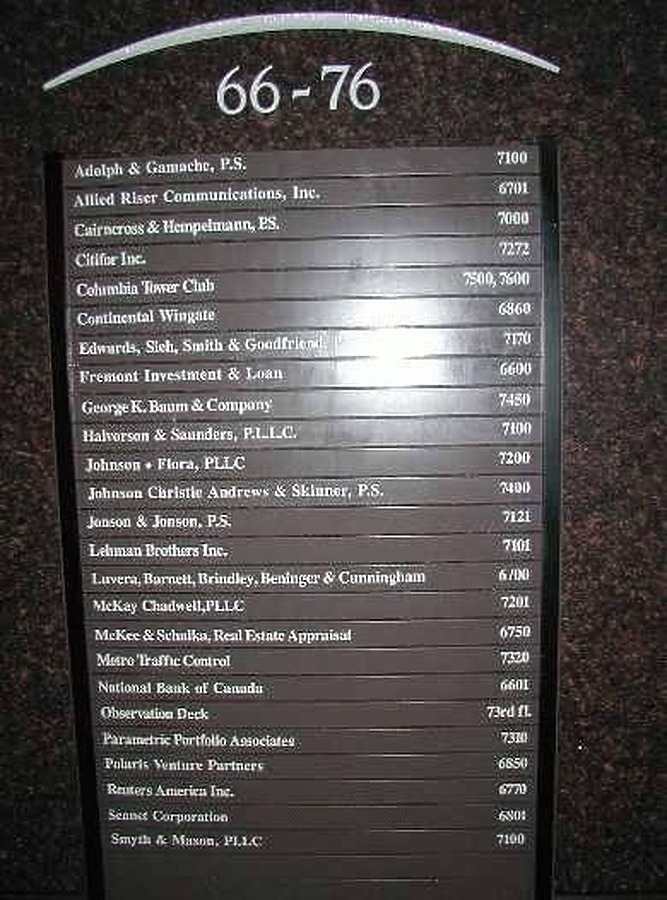 66 - 76
Adolph & Gamache, P.S. 7100
Allied Riser Communications, Inc. 6701
Cairncross & Hempelmann, P.S. 7000
Citifor Inc. 7272
Columbia Tower Club 7500, 7600
Continental Wingate 6860
Edwards, Sieh, Smith & Goodfriend 7170
Fremont Investment & Loan 6600
George K. Baum & Company 7450
Halverson & Saunders, P.L.L.C. 7100
Johnson • Flora, PLLC 7200
Johnson Christie Andrews & Skinner, P.S. 7400
Jonson & Jonson, P.S. 7121
Lehman Brothers Inc. 7101
Luvera, Barnett, Brindley, Beninger & Cunningham 6700
McKay Chadwell, PLLC 7201
McKee & Schalka, Real Estate Appraisal 6750
Metro Traffic Control 7320
National Bank of Canada 6601
Observation Deck 73rd fl.
Parametric Portfolio Associates 7310
Polaris Venture Partners 6850
Reuters America Inc. 6770
Corporation 6801
Smyth & Mason, PLLC 7100